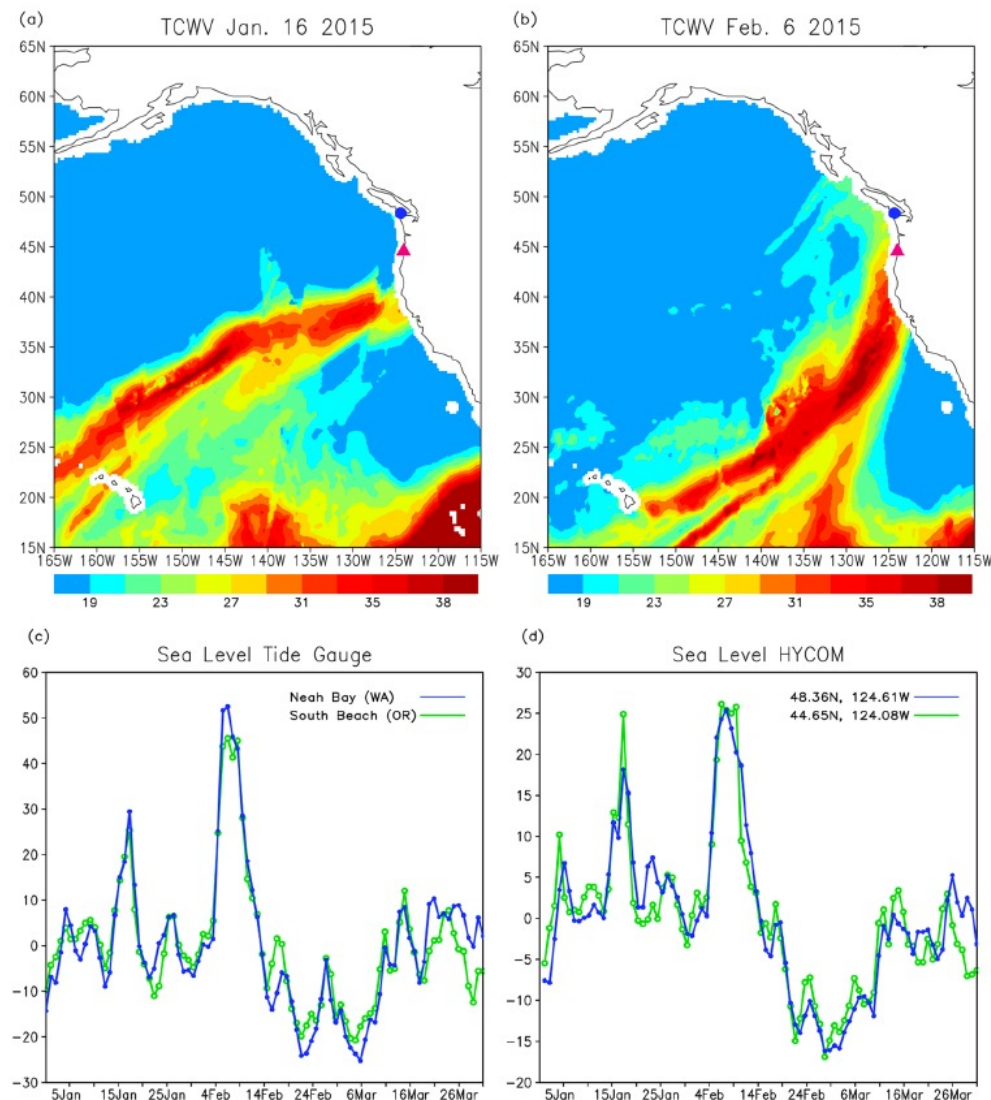 (a)
TCWV Jan. 16 2015
65N
60N
55N
50N
45N
40N
35N
30N
25N
20N
15N
165W 160W 155W 150W 145W 140W 135W 130W 125W 120W 115W
19 23 27 31 35 38
(b)
TCWV Feb. 6 2015
65N
60N
55N
50N
45N
40N
35N
30N
25N
20N
15N
165W 160W 155W 150W 145W 140W 135W 130W 125W 120W 115W
19 23 27 31 35 38
(c)
Sea Level Tide Gauge
Neah Bay (WA)
South Beach (OR)
60
50
40
30
20
10
0
−10
−20
−30
5Jan 15Jan 25Jan 4Feb 14Feb 24Feb 6Mar 16Mar 26Mar
(d)
Sea Level HYCOM
48.36N, 124.61W
44.65N, 124.08W
30
25
20
15
10
5
0
−5
−10
−15
−20
5Jan 15Jan 25Jan 4Feb 14Feb 24Feb 6Mar 16Mar 26Mar